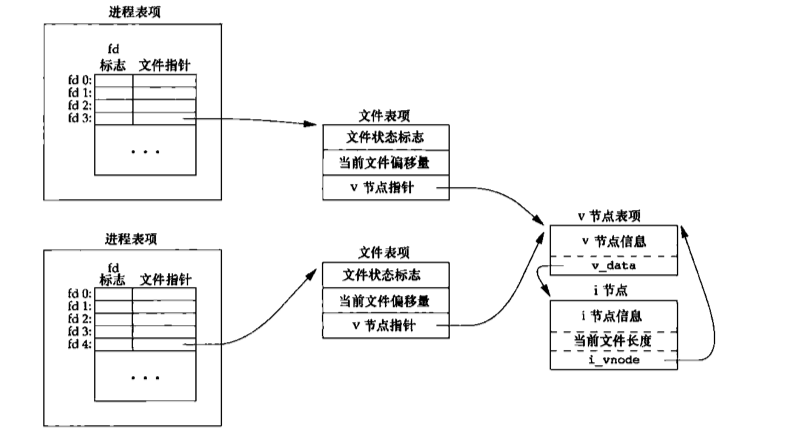 进程表项
fd
标志 文件指针
fd 0:
fd 1:
fd 2:
fd 3:
...
文件表项
文件状态标志
当前文件偏移量
v 节点指针
进程表项
fd
标志 文件指针
fd 0:
fd 1:
fd 2:
fd 3:
fd 4:
...
文件表项
文件状态标志
当前文件偏移量
v 节点指针
v 节点表项
v 节点信息
v_data
i 节点
i 节点信息
当前文件长度
i_vnode